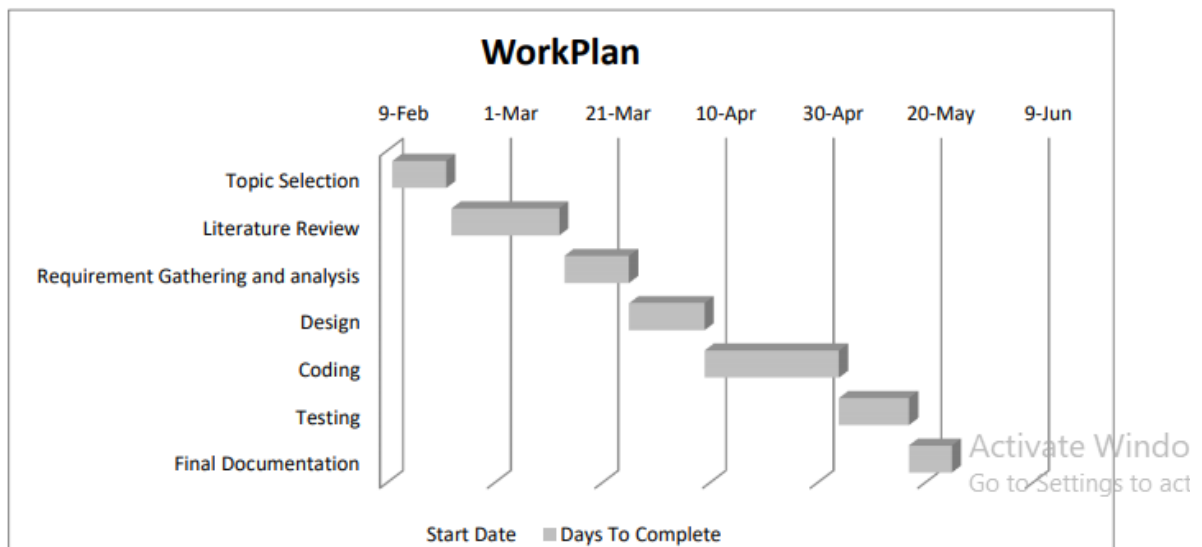 WorkPlan
9-Feb 1-Mar 21-Mar 10-Apr 30-Apr 20-May 9-Jun
Topic Selection
Literature Review
Requirement Gathering and analysis
Design
Coding
Testing
Final Documentation
Activate Windo
Go to Settings to act
Start Date Days To Complete